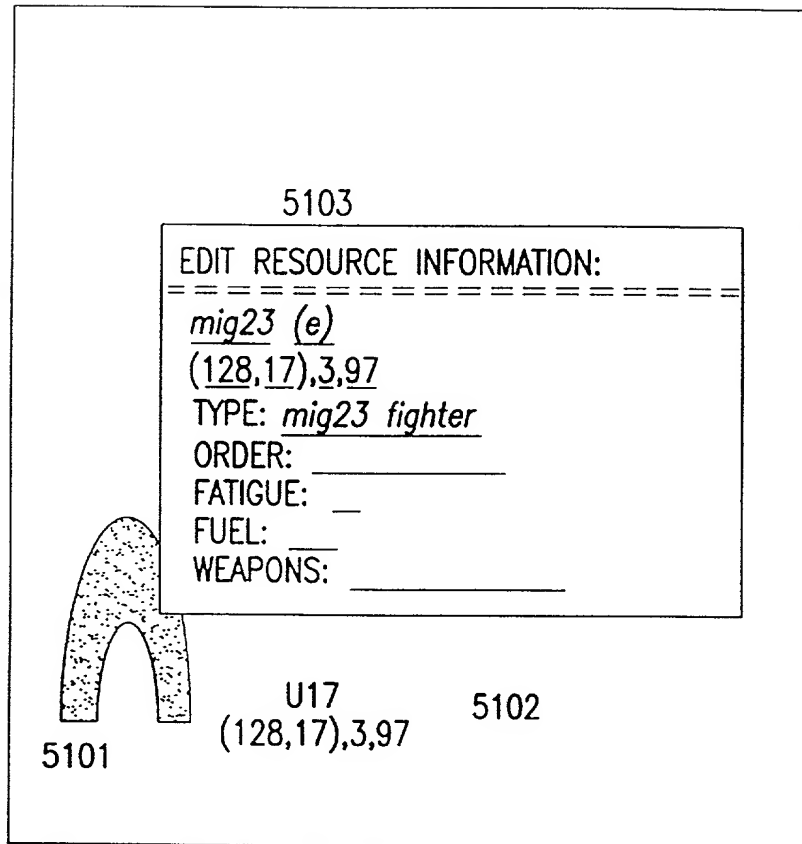 5103
EDIT RESOURCE INFORMATION:
mig23 (e)
(128,17),3,97
TYPE: mig23 fighter
ORDER:
FATIGUE:
FUEL:
WEAPONS:
U17
(128,17),3,97
5102
5101